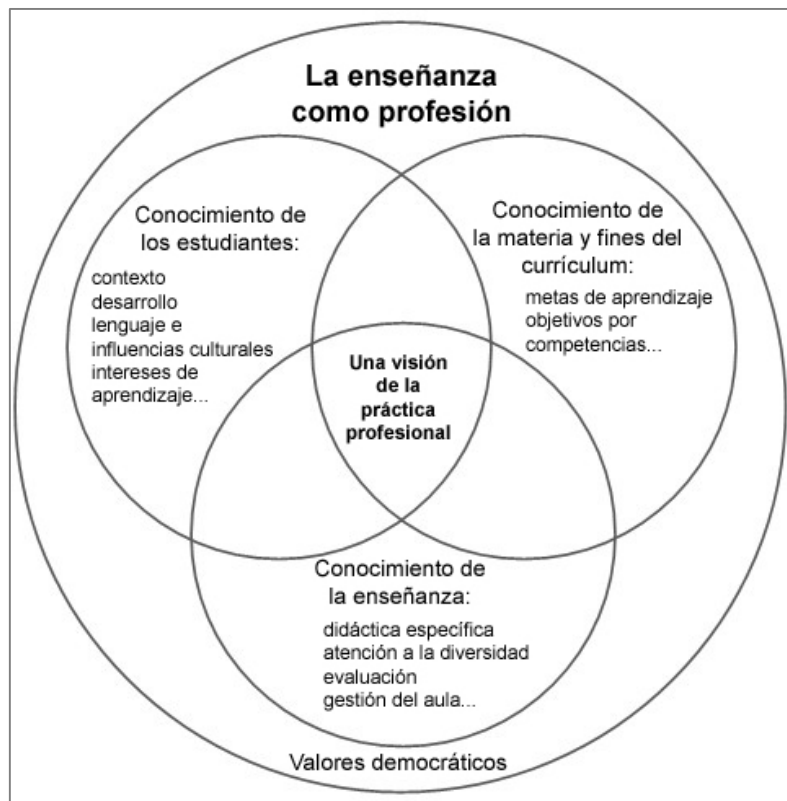 La enseñanza
como profesión
Conocimiento de
los estudiantes:
contexto
desarrollo
lenguaje e
influencias culturales
intereses de
aprendizaje...
Conocimiento de
la materia y fines del
currículum:
metas de aprendizaje
objetivos por
competencias...
Una visión
de la
práctica
profesional
Conocimiento de
la enseñanza:
didáctica específica
atención a la diversidad
evaluación
gestión del aula...
Valores democráticos